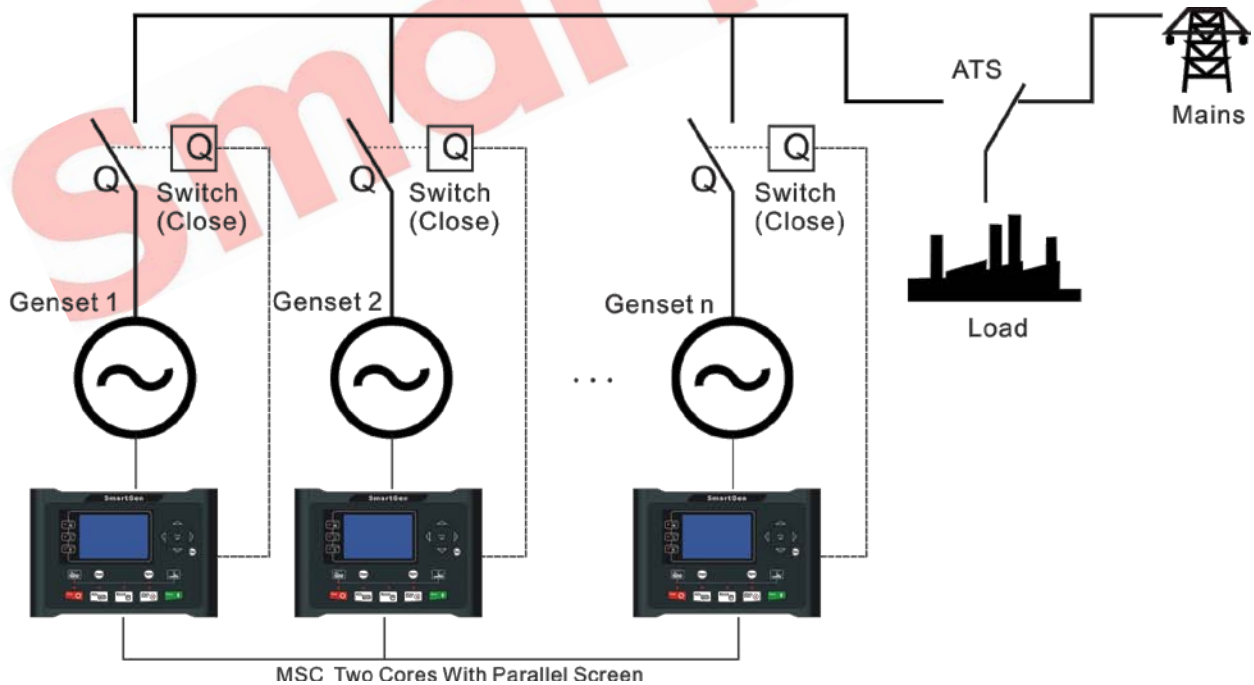 Smar
ATS
Mains
Q
Q
Switch
(Close)
Q
Q
Switch
(Close)
Q
Q
Switch
(Close)
Genset 1
Genset 2
Genset n
...
Load
SmartGen
SmartGen
SmartGen
MSC Two Cores With Parallel Screen